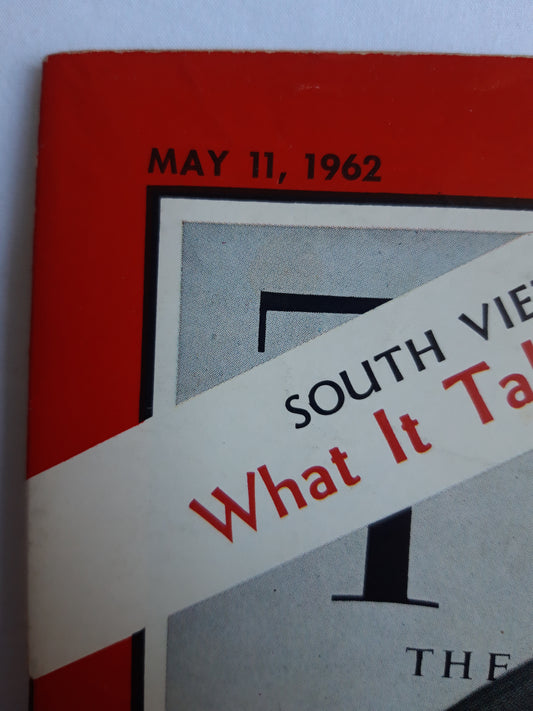 MAY 11, 1962
T
SOUTH VIE
What It Ta
THE